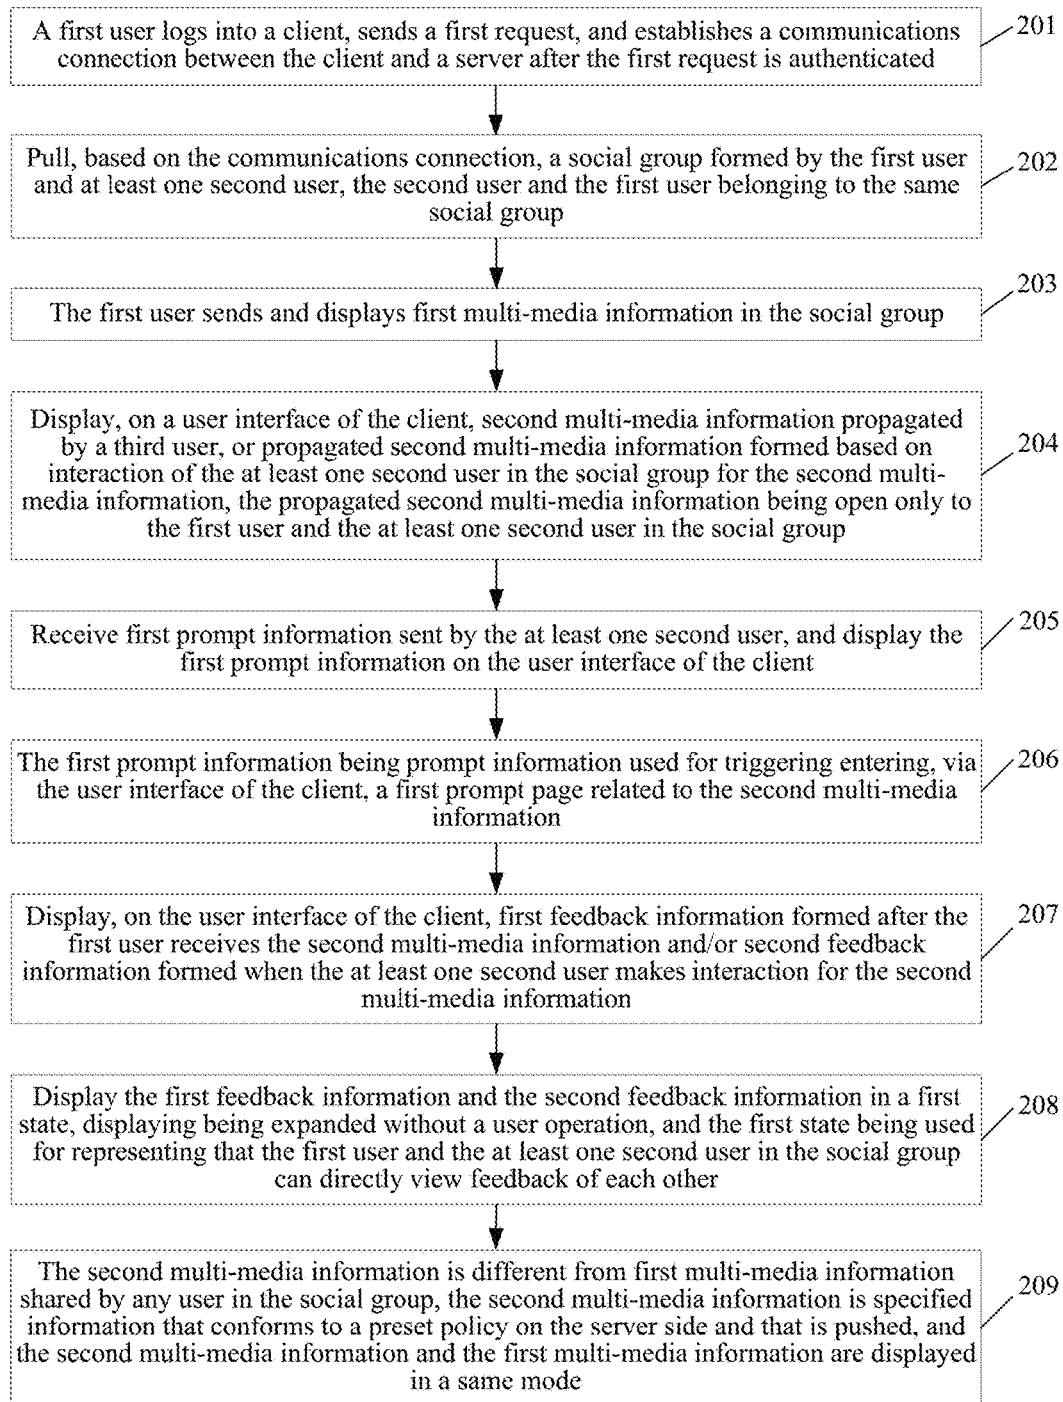 A first user logs into a client, sends a first request, and establishes a communications
connection between the client and a server after the first request is authenticated
201
Pull, based on the communications connection, a social group formed by the first user
and at least one second user, the second user and the first user belonging to the same
social group
202
The first user sends and displays first multi-media information in the social group
203
Display, on a user interface of the client, second multi-media information propagated
by a third user, or propagated second multi-media information formed based on
interaction of the at least one second user in the social group for the second multi-
media information, the propagated second multi-media information being open only to
the first user and the at least one second user in the social group
204
Receive first prompt information sent by the at least one second user, and display the
first prompt information on the user interface of the client
205
The first prompt information being prompt information used for triggering entering, via
the user interface of the client, a first prompt page related to the second multi-media
information
206
Display, on the user interface of the client, first feedback information formed after the
first user receives the second multi-media information and/or second feedback
information formed when the at least one second user makes interaction for the second
multi-media information
207
Display the first feedback information and the second feedback information in a first
state, displaying being expanded without a user operation, and the first state being used
for representing that the first user and the at least one second user in the social group
can directly view feedback of each other
208
The second multi-media information is different from first multi-media information
shared by any user in the social group, the second multi-media information is specified
information that conforms to a preset policy on the server side and that is pushed, and
the second multi-media information and the first multi-media information are displayed
in a same mode
209